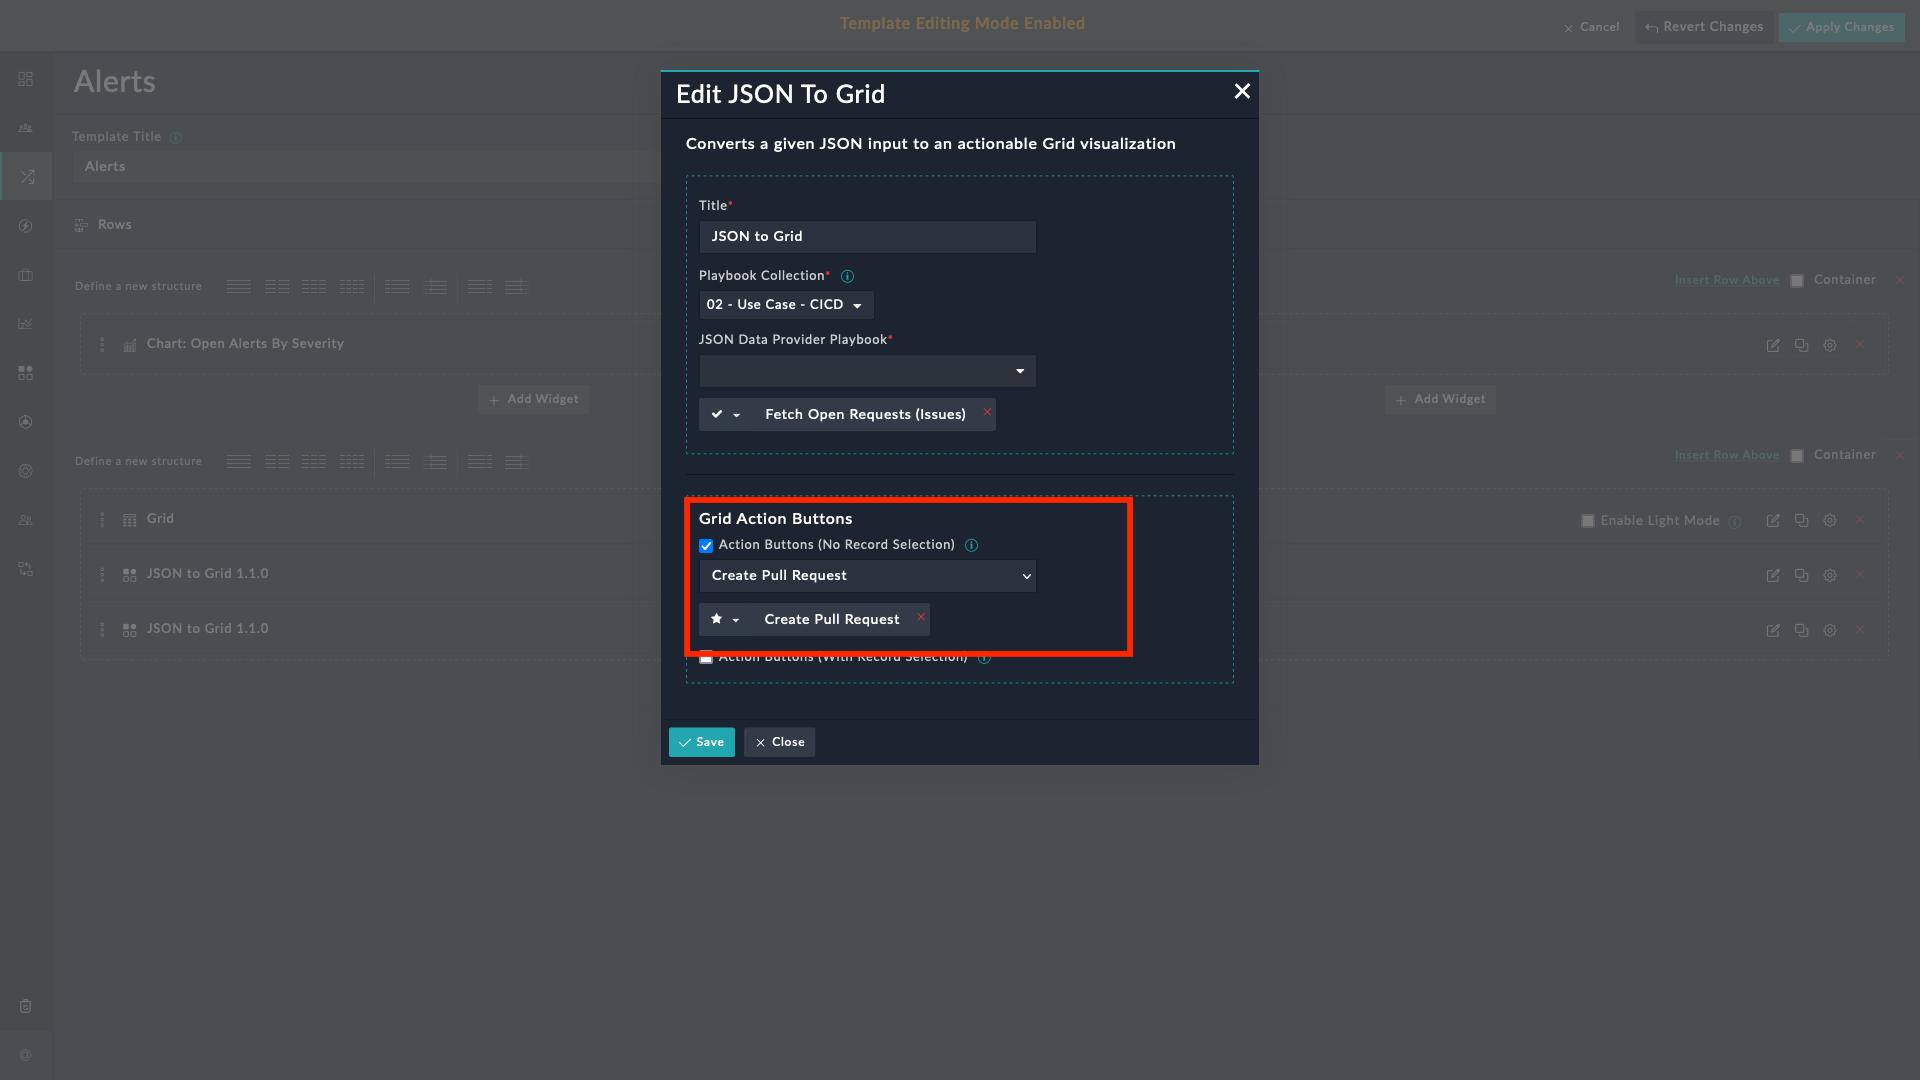 Template Editing Mode Enabled
Cancel
Revert Changes
Apply Changes
Alerts
Template Title
Alerts
Rows
Define a new structure
Insert Row Above
Container
Chart: Open Alerts By Severity
Add Widget
Add Widget
Define a new structure
Insert Row Above
Container
Grid
Enable Light Mode
JSON to Grid 1.1.0
JSON to Grid 1.1.0
Edit JSON To Grid
Converts a given JSON input to an actionable Grid visualization
Title*
JSON to Grid
Playbook Collection*
02 - Use Case - CICD
JSON Data Provider Playbook*
Fetch Open Requests (Issues)
Grid Action Buttons
Action Buttons (No Record Selection)
Create Pull Request
Create Pull Request
Action Buttons (With Record Selection)
Save
Close